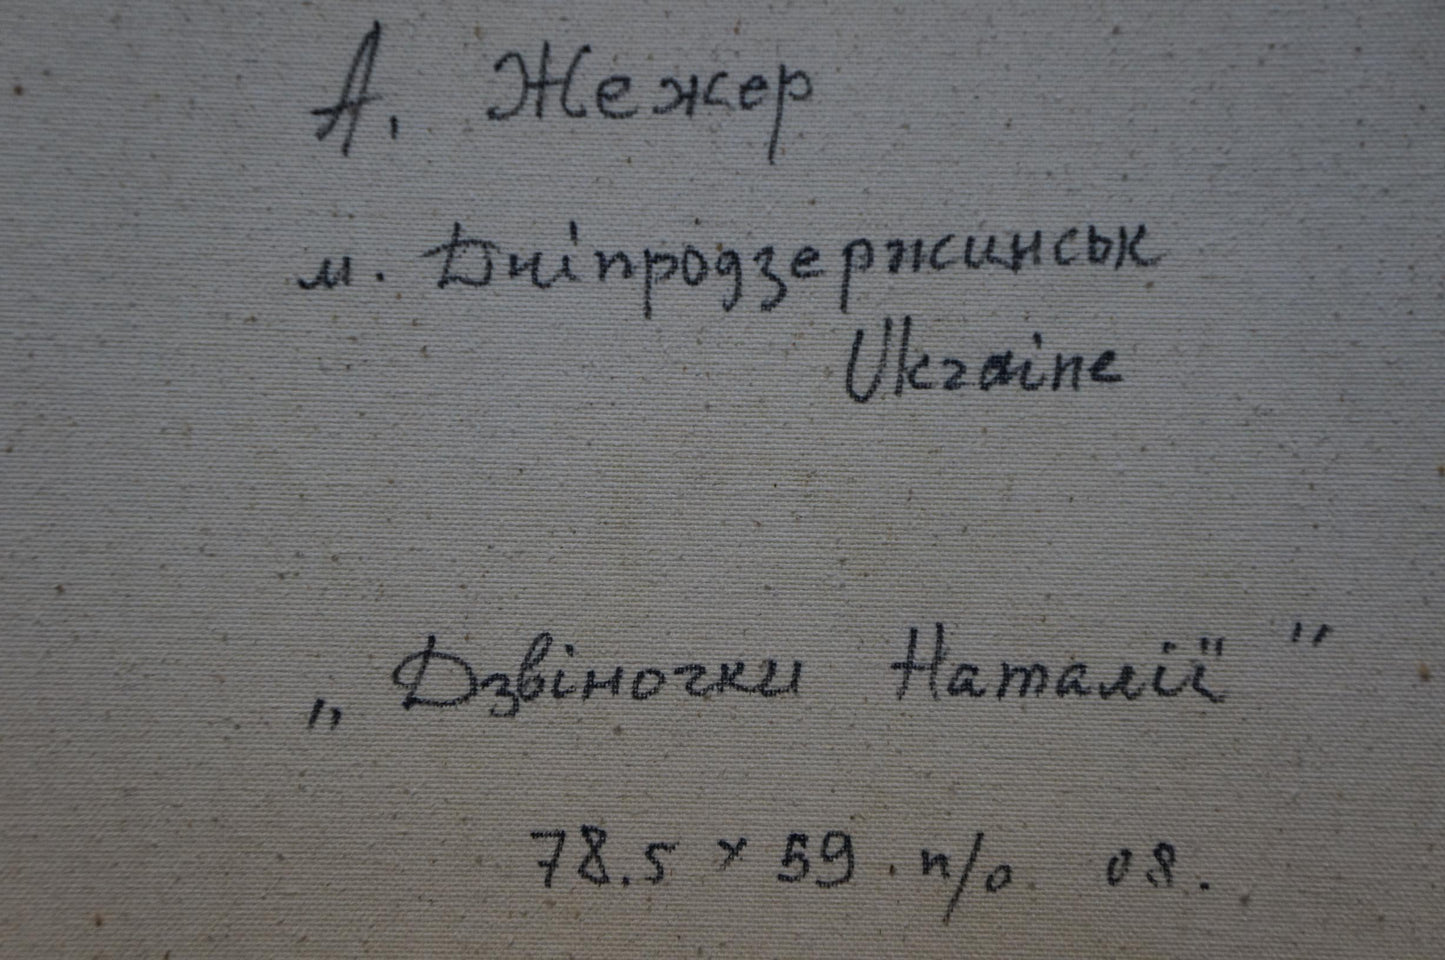 А. Жежер
м. Дніпродзержинськ
Ukraine
„Дзвіночки Наталії"
78.5 × 59. п/о 08.